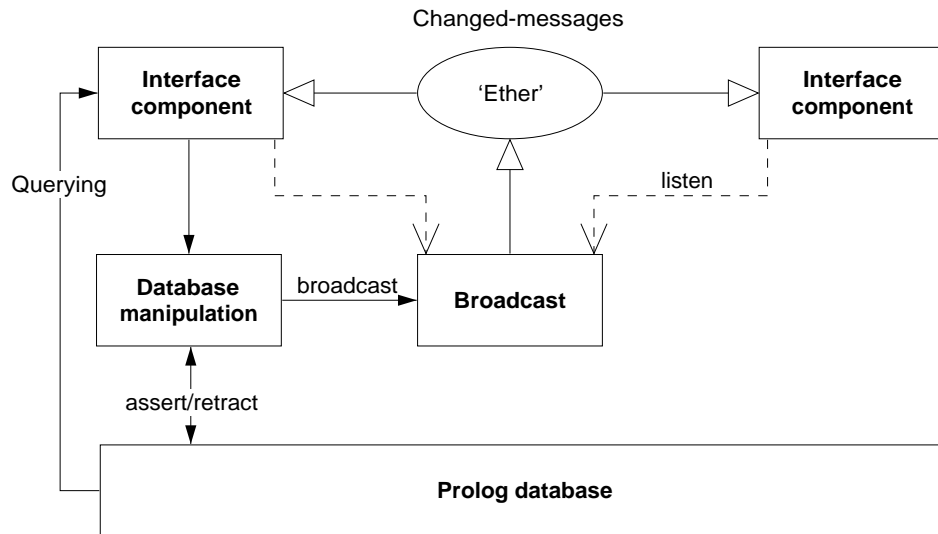 Changed-messages
Interface
component
‘Ether’
Interface
component
Querying
listen
Database
manipulation
broadcast
Broadcast
assert/retract
Prolog database